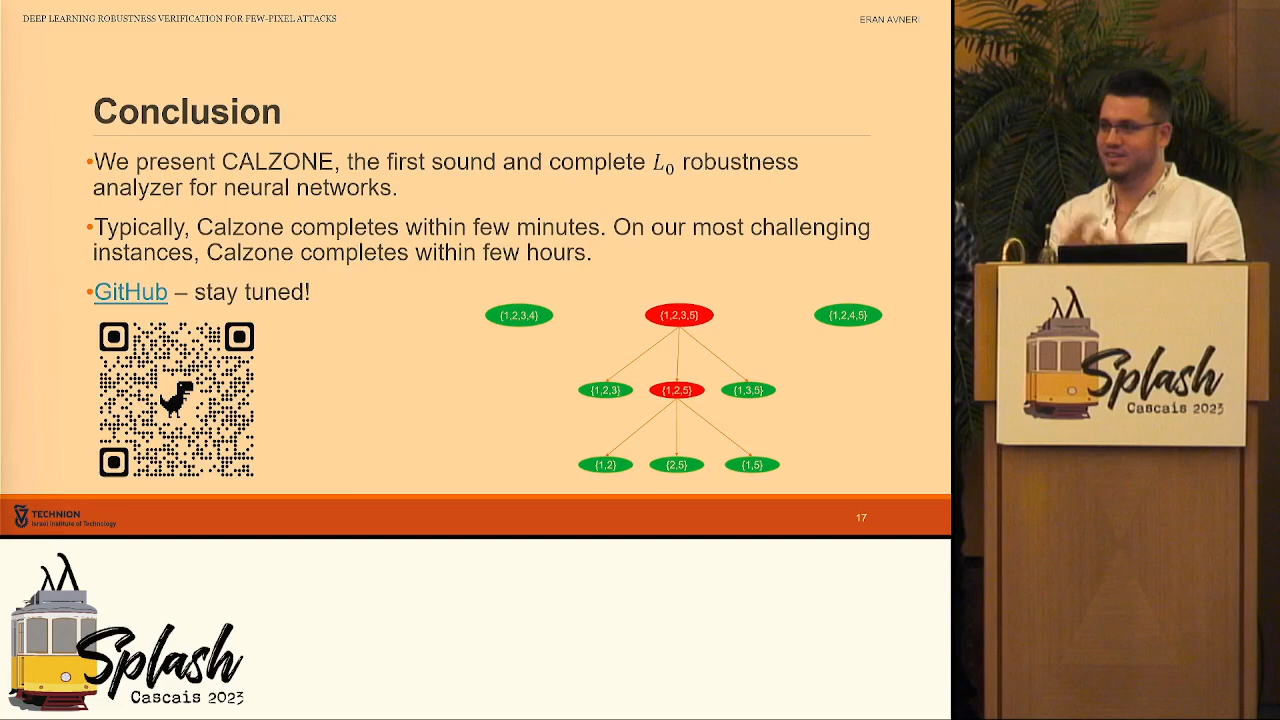 DEEP LEARNING ROBUSTNESS VERIFICATION FOR FEW-PIXEL ATTACKS
ERAN AVNERI
Conclusion
•We present CALZONE, the first sound and complete L₀ robustness
analyzer for neural networks.
•Typically, Calzone completes within few minutes. On our most challenging
instances, Calzone completes within few hours.
•GitHub – stay tuned!
{1,2,3,4}
{1,2,3,5}
{1,2,4,5}
{1,2,3}
{1,2,5}
{1,3,5}
{1,2}
{2,5}
{1,5}
TECHNION
Israel Institute of Technology
17
Splash
Cascais 2023
Splash
Cascais 2023